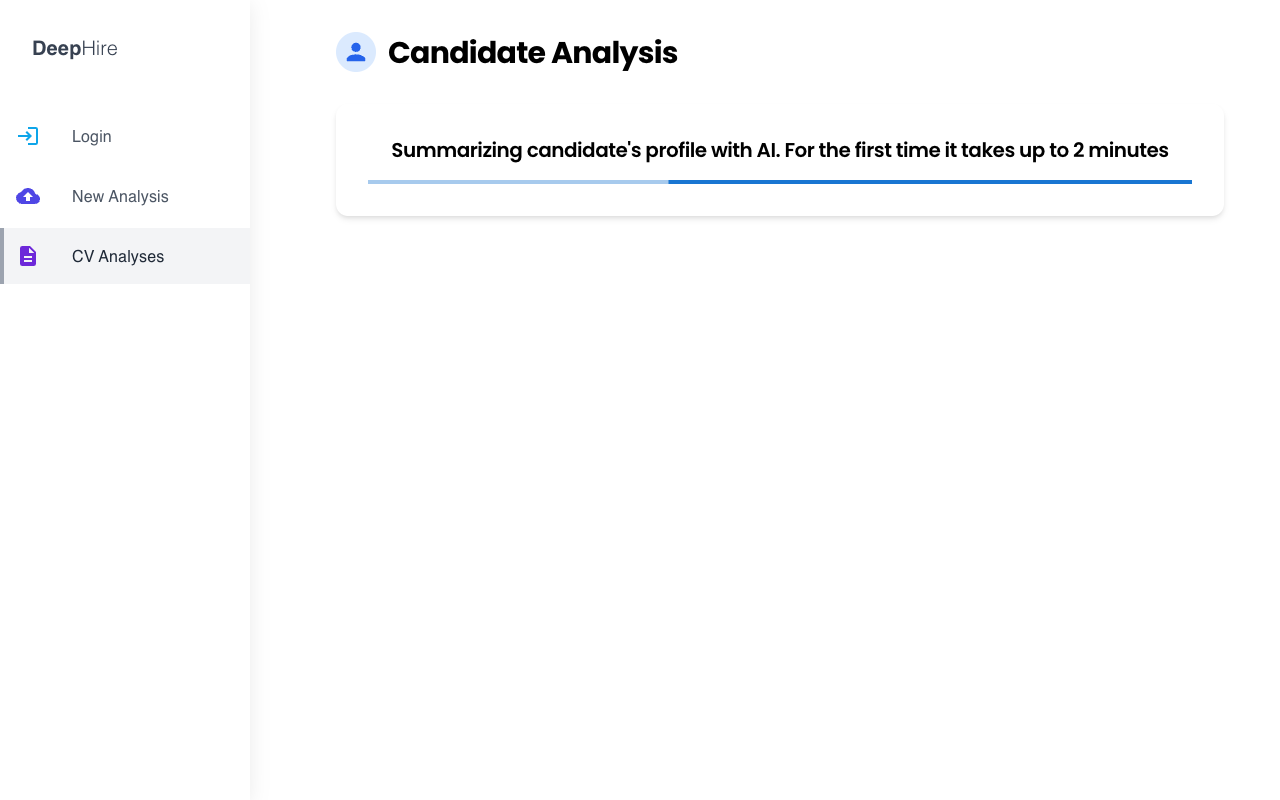 DeepHire
Login
New Analysis
CV Analyses
Candidate Analysis
Summarizing candidate's profile with AI. For the first time it takes up to 2 minutes